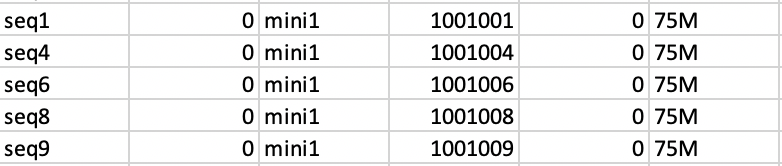 seq1 0 mini1 1001001 0 75M
seq4 0 mini1 1001004 0 75M
seq6 0 mini1 1001006 0 75M
seq8 0 mini1 1001008 0 75M
seq9 0 mini1 1001009 0 75M